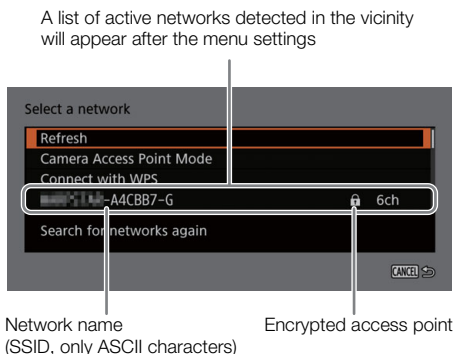 A list of active networks detected in the vicinity
will appear after the menu settings
Select a network
Refresh
Camera Access Point Mode
Connect with WPS
-A4CBB7-G 6ch
Search for networks again
CANCEL
Network name
(SSID, only ASCII characters)
Encrypted access point